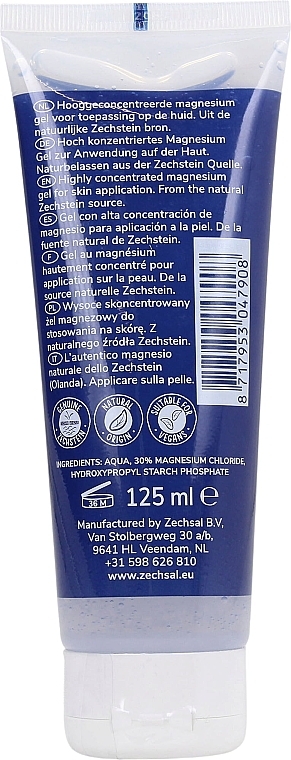 NL Hooggeconcentreerde magnesium
gel voor toepassing op de huid. Uit de
natuurlijke Zechstein bron.
DE Hoch konzentriertes Magnesium
Gel zur Anwendung auf der Haut.
Naturbelassen aus der Zechstein Quelle.
EN Highly concentrated magnesium
gel for skin application. From the natural
Zechstein source.
ES Gel con alta concentración de
magnesio para aplicación a la piel. De la
fuente natural de Zechstein.
F Gel au magnésium
hautement concentré pour
application sur la peau. De la
source naturelle Zechstein.
PL Wysoce skoncentrowany
żel magnezowy do
stosowania na skórę. Z
naturalnego źródła Zechstein.
IT L'autentico magnesio
naturale dello Zechstein
(Olanda). Applicare sulla pelle.
8 717953 047908
GENUINE ZECHSTEIN
NATURAL ORIGIN
SUITABLE FOR VEGANS
INGREDIENTS: AQUA, 30% MAGNESIUM CHLORIDE,
HYDROXYPROPYL STARCH PHOSPHATE
36 M
125 ml ℮
Manufactured by Zechsal B.V,
Van Stolbergweg 30 a/b,
9641 HL Veendam, NL
+31 598 626 810
www.zechsal.eu